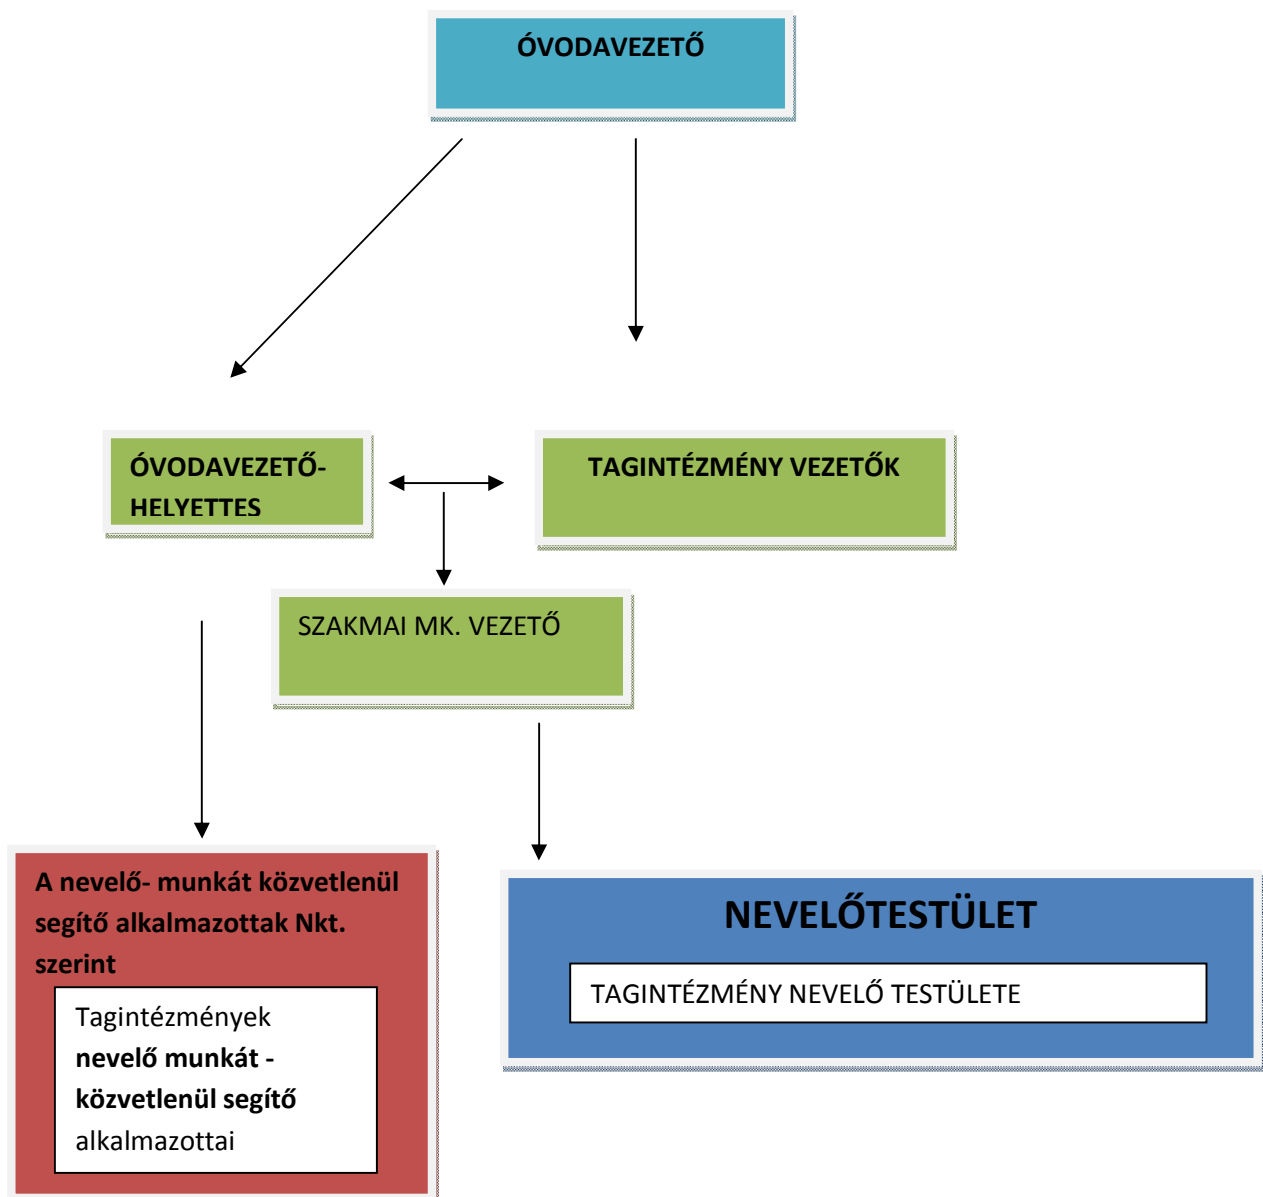 ÓVODAVEZETŐ
ÓVODAVEZETŐ-
HELYETTES
TAGINTÉZMÉNY VEZETŐK
SZAKMAI MK. VEZETŐ
A nevelő- munkát közvetlenül
segítő alkalmazottak Nkt.
szerint
Tagintézmények
nevelő munkát -
közvetlenül segítő
alkalmazottai
NEVELŐTESTÜLET
TAGINTÉZMÉNY NEVELŐ TESTÜLETE